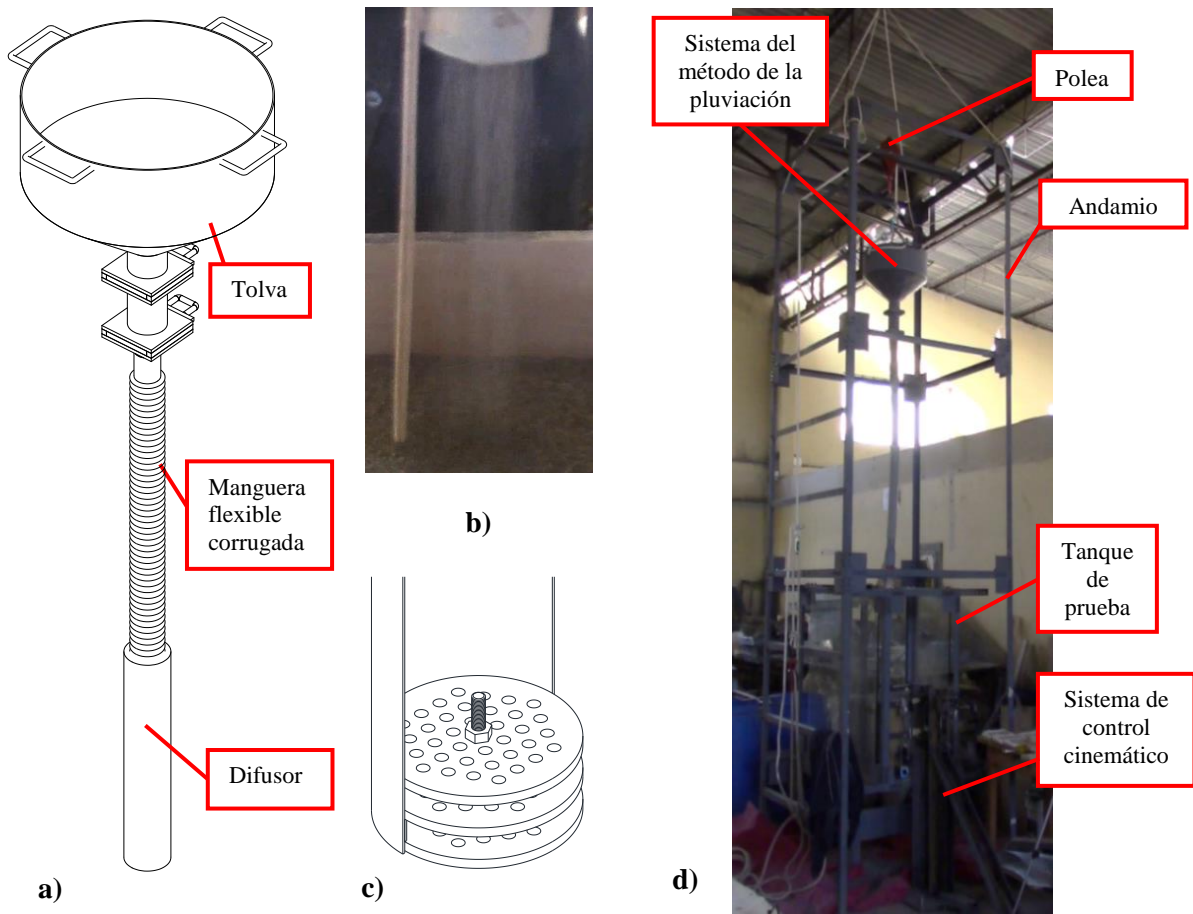 Tolva
Manguera
flexible
corrugada
Difusor
a)
b)
c)
Sistema del
método de la
pluviación
Polea
Andamio
Tanque
de
prueba
Sistema de
control
cinemático
d)